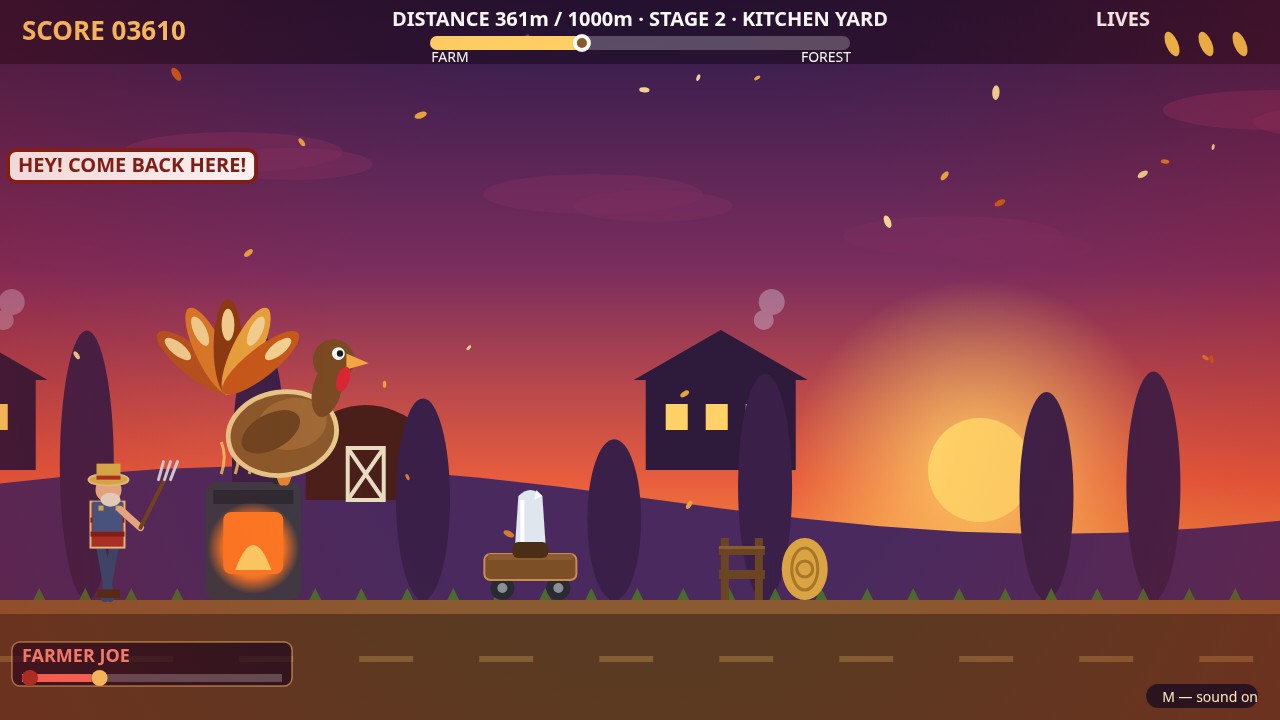 SCORE 03610
DISTANCE 361m / 1000m · STAGE 2 · KITCHEN YARD
LIVES
FARM
FOREST
HEY! COME BACK HERE!
FARMER JOE
M — sound on